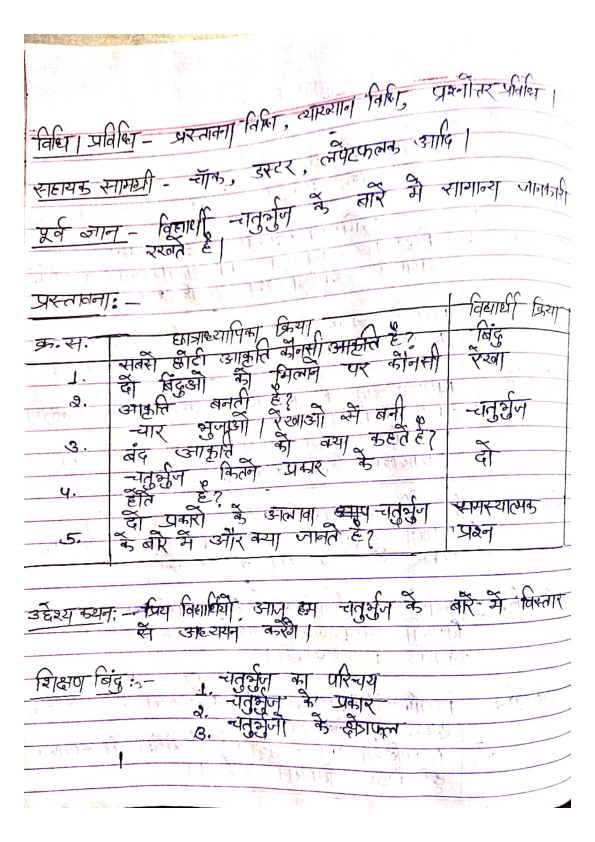 विधि। प्रविधि - प्रस्तावना विधि, व्याख्यान विधि, प्रश्नोतर प्रविधि।
सहायक सामग्री - चॉक, डस्टर, लपेटफलक आदि।
पूर्व ज्ञान - विद्यार्थी चतुर्भुज के बारे में सामान्य जानकारी
रखते है।
प्रस्तावना: -
क्र.स. छात्राध्यापिका क्रिया विद्यार्थी क्रिया
1. सबसे छोटी आकृति कौनसी आकृति है? बिंदु
2. दो बिंदुओ को मिलाने पर कौनसी रेखा
आकृति बनती है?
3. चार भुजाओ। रेखाओ से बनी चतुर्भुज
बंद आकृति को क्या कहते है?
4. चतुर्भुज कितने प्रकार के दो
होते है?
5. दो प्रकारो के अलावा आप चतुर्भुज समस्यात्मक
के बारे में और क्या जानते है? प्रश्न
उद्देश्य कथन: - प्रिय विद्यार्थियो आज हम चतुर्भुज के बारे में विस्तार
से अध्ययन करेंगे।
शिक्षण बिंदु :- 1. चतुर्भुज का परिचय
2. चतुर्भुज के प्रकार
3. चतुर्भुजो के क्षेत्रफल